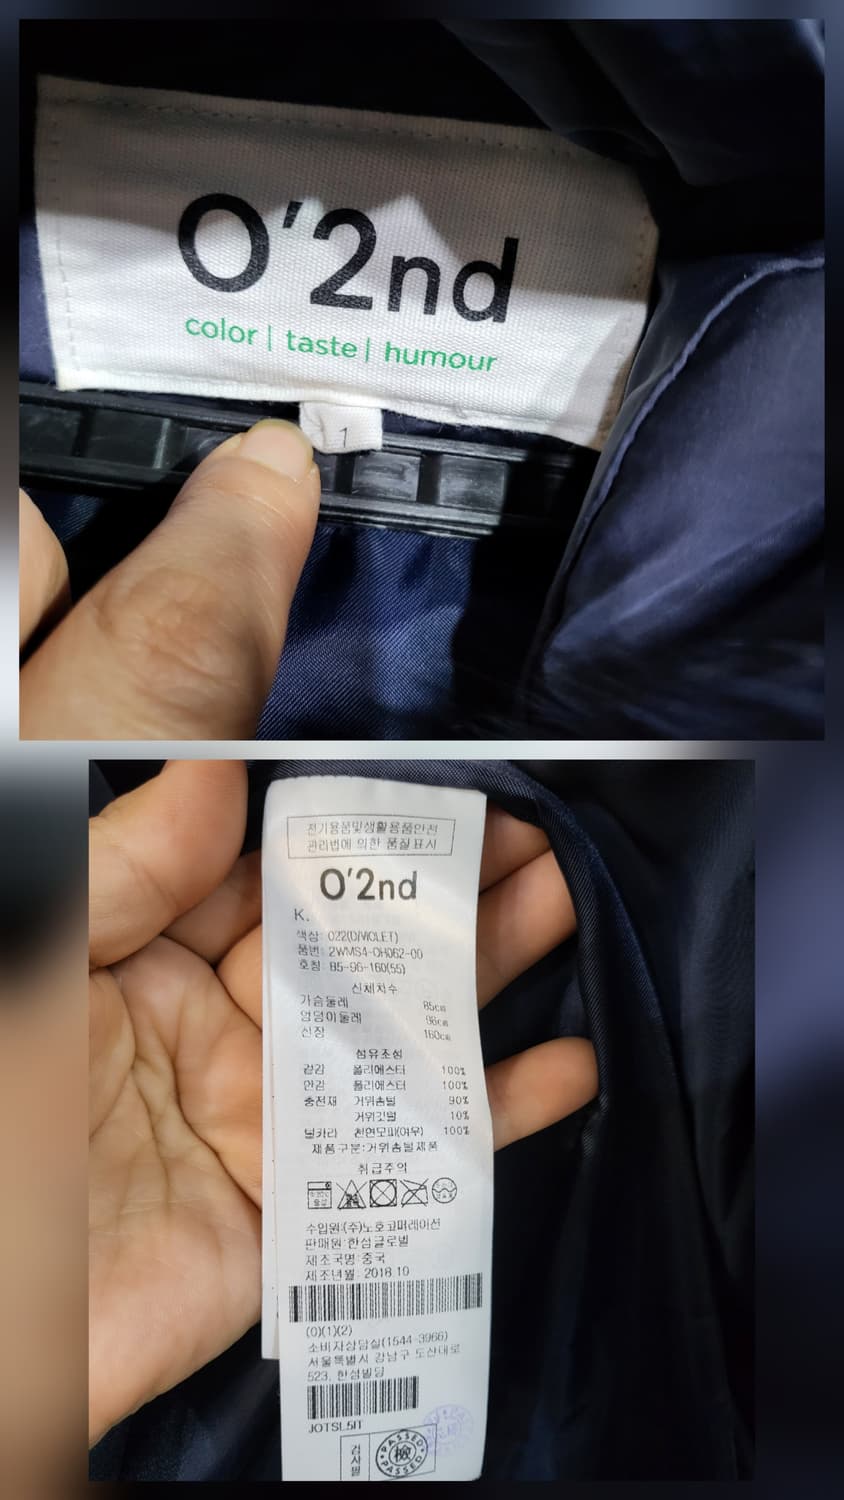 O'2nd
color | taste | humour
1
전기용품및생활용품안전
관리법에 의한 품질표시
O'2nd
K.
색상: 022(D/VIOLET)
품번: 2WMS4-OH062-00
호칭: 85-96-160(55)
신체치수
가슴둘레 85cm
엉덩이둘레 96cm
신장 160cm
섬유조성
겉감 폴리에스터 100%
안감 폴리에스터 100%
충전재 거위솜털 90%
거위깃털 10%
털카라 천연모피(여우) 100%
제품구분:거위솜털제품
취급주의
수입원:(주)노호코퍼레이션
판매원:한섬글로벌
제조국명:중국
제조년월: 2018.10
(0)(1)(2)
소비자상담실(1544-3966)
서울특별시 강남구 도산대로
523, 한섬빌딩
JOTSL5IT
검사필
PASSED
檢
PASSED